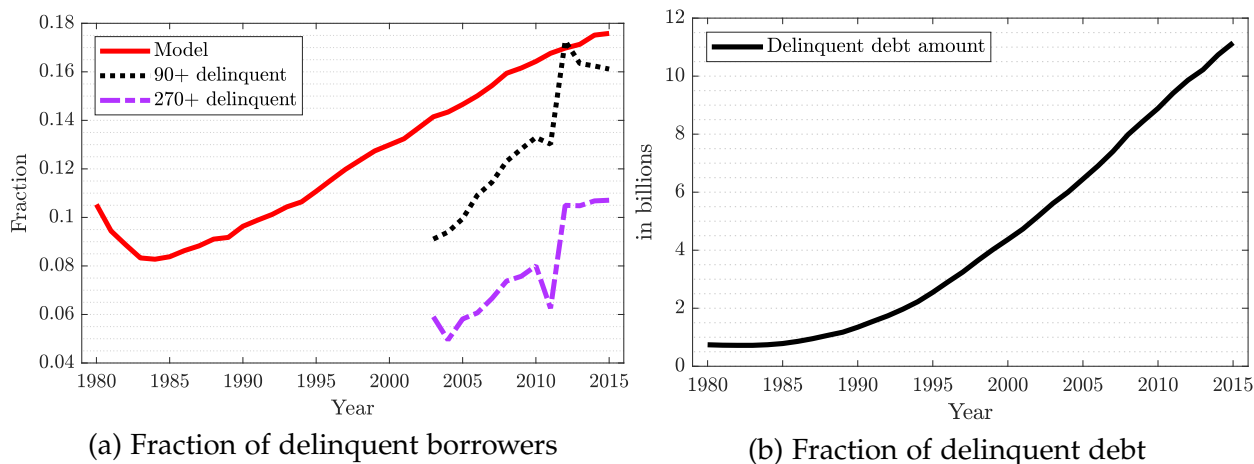 0.18
0.16
0.14
0.12
0.1
0.08
0.06
0.04
Fraction
Model
90+ delinquent
270+ delinquent
1980 1985 1990 1995 2000 2005 2010 2015
Year
(a) Fraction of delinquent borrowers
12
10
8
6
4
2
0
in billions
Delinquent debt amount
1980 1985 1990 1995 2000 2005 2010 2015
Year
(b) Fraction of delinquent debt